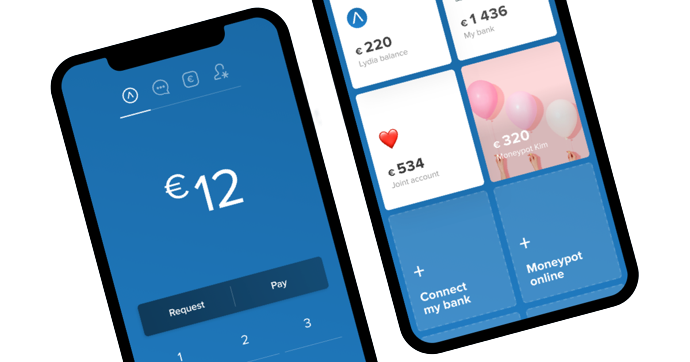 €12
Request
Pay
1
2
3
€ 220
Lydia balance
€ 1 436
My bank
€ 534
Joint account
€ 320
Moneypot Kim
+
Connect
my bank
+
Moneypot
online